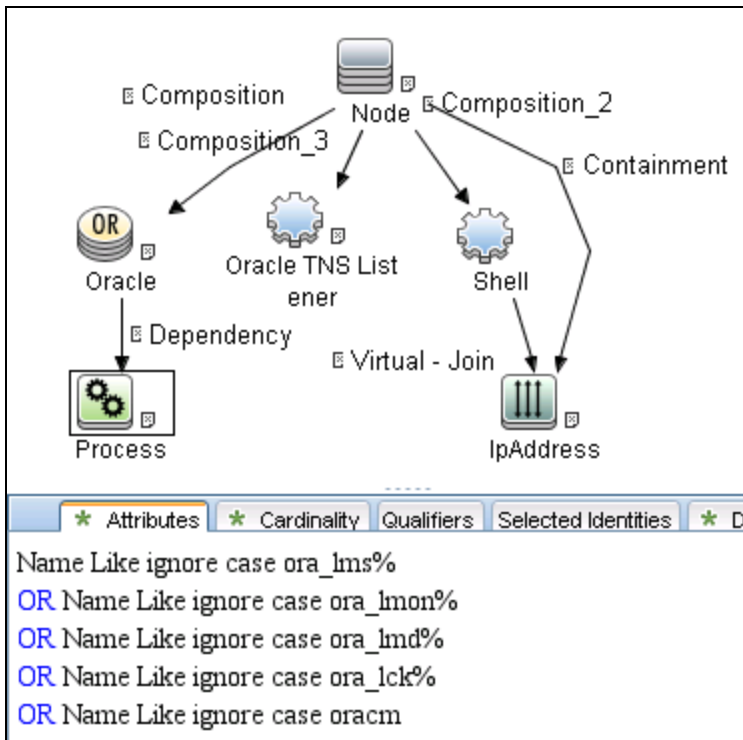 Composition
Node
Composition_2
Composition_3
Containment
OR
Oracle
Oracle TNS List
ener
Shell
Dependency
Virtual - Join
Process
IpAddress
* Attributes
* Cardinality
Qualifiers
Selected Identities
* D
Name Like ignore case ora_lms%
OR Name Like ignore case ora_lmon%
OR Name Like ignore case ora_lmd%
OR Name Like ignore case ora_lck%
OR Name Like ignore case oracm